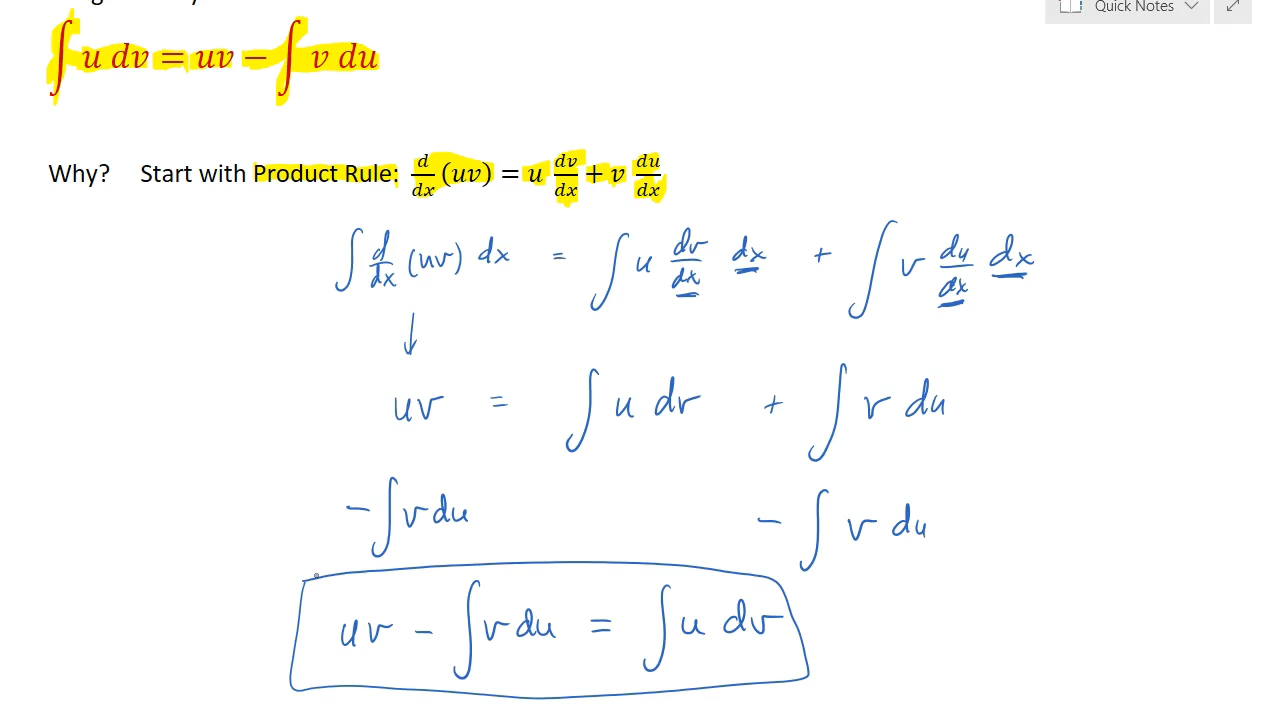 Quick Notes
∫ u dv = uv − ∫ v du
Why? Start with Product Rule: d/dx (uv) = u dv/dx + v du/dx
∫ d/dx (uv) dx = ∫ u dv/dx dx + ∫ v du/dx dx
↓
uv = ∫ u dv + ∫ v du
− ∫ v du − ∫ v du
uv − ∫ v du = ∫ u dv